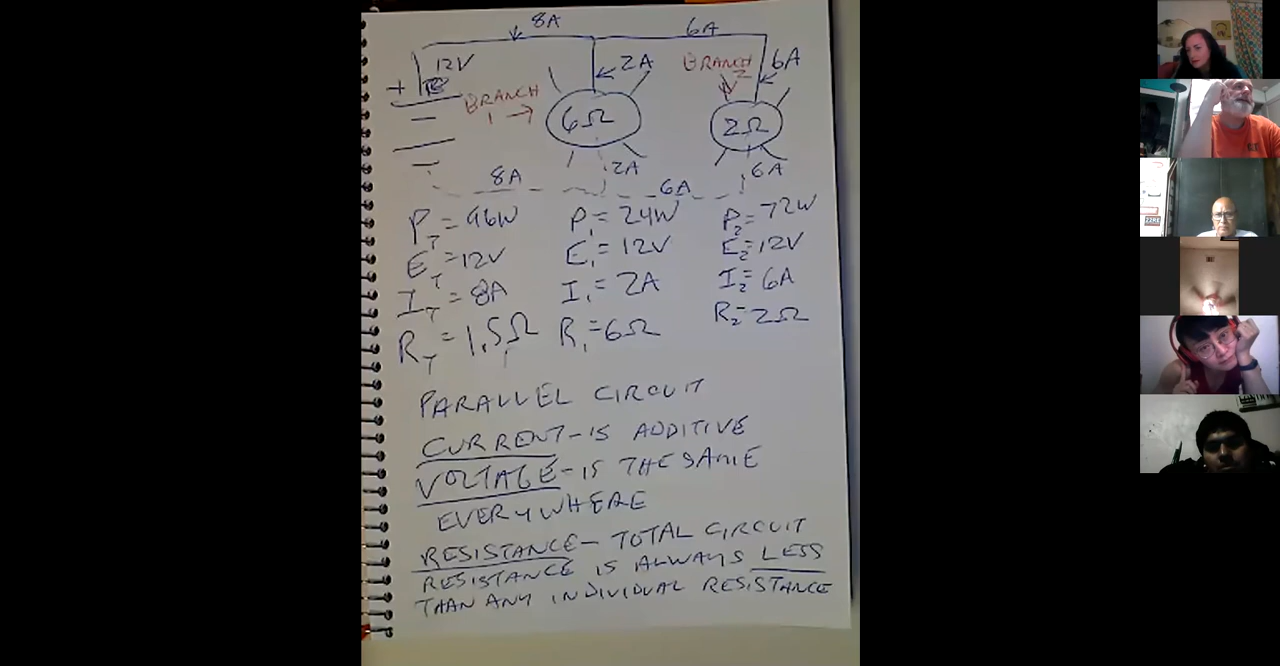 8A
6A
12V
2A
BRANCH
2
6A
+
BRANCH
1
6Ω
2Ω
2A
6A
8A
6A
P_T = 96W
P_1 = 24W
P_2 = 72W
E_T = 12V
E_1 = 12V
E_2 = 12V
I_T = 8A
I_1 = 2A
I_2 = 6A
R_T = 1.5Ω
R_1 = 6Ω
R_2 = 2Ω
PARALLEL CIRCUIT
CURRENT - IS ADDITIVE
VOLTAGE - IS THE SAME
EVERYWHERE
RESISTANCE - TOTAL CIRCUIT
RESISTANCE IS ALWAYS LESS
THAN ANY INDIVIDUAL RESISTANCE